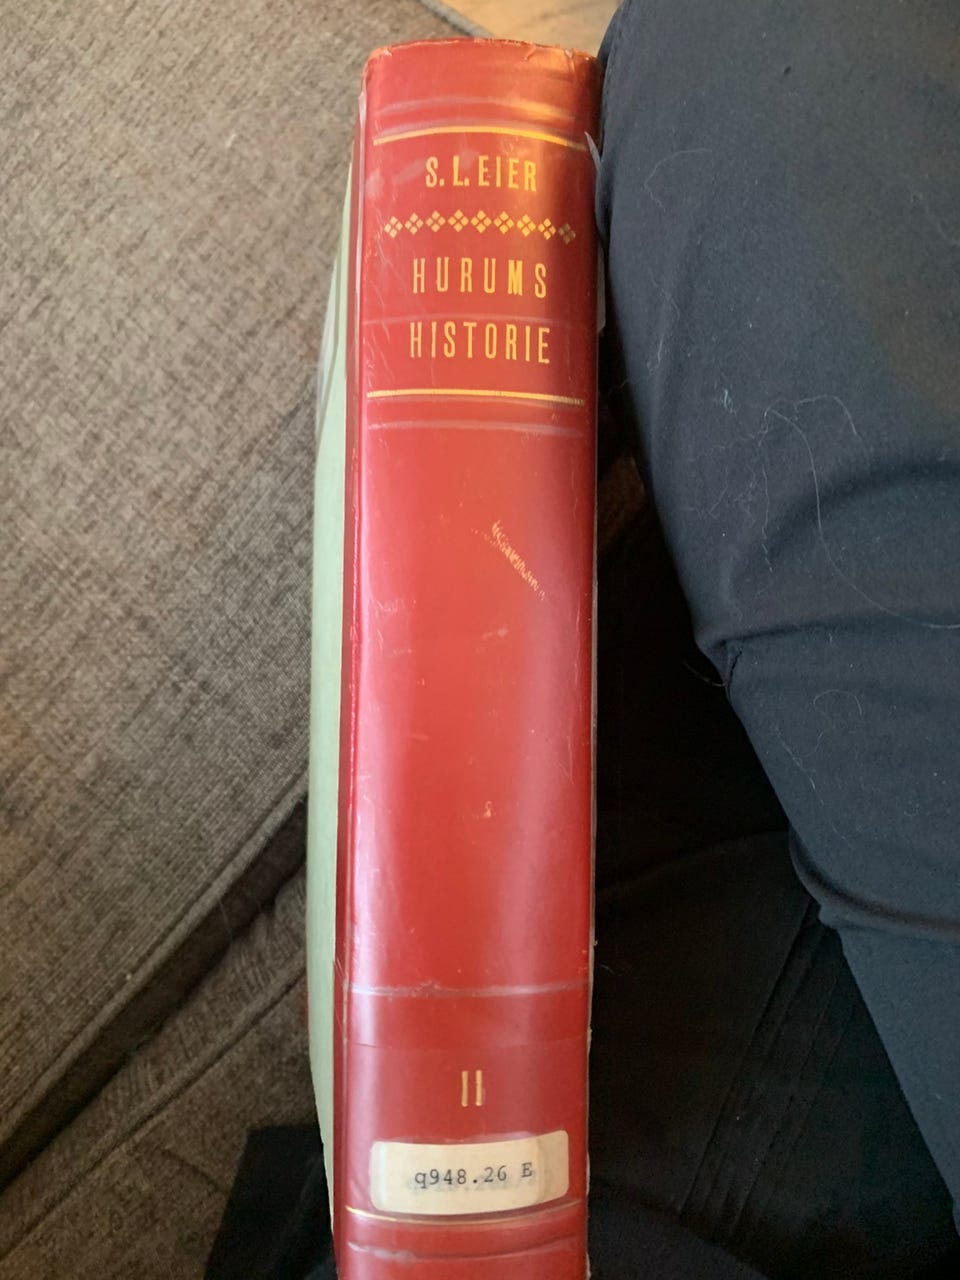 S. L. EIER
HURUMS
HISTORIE
II
q948.26 E